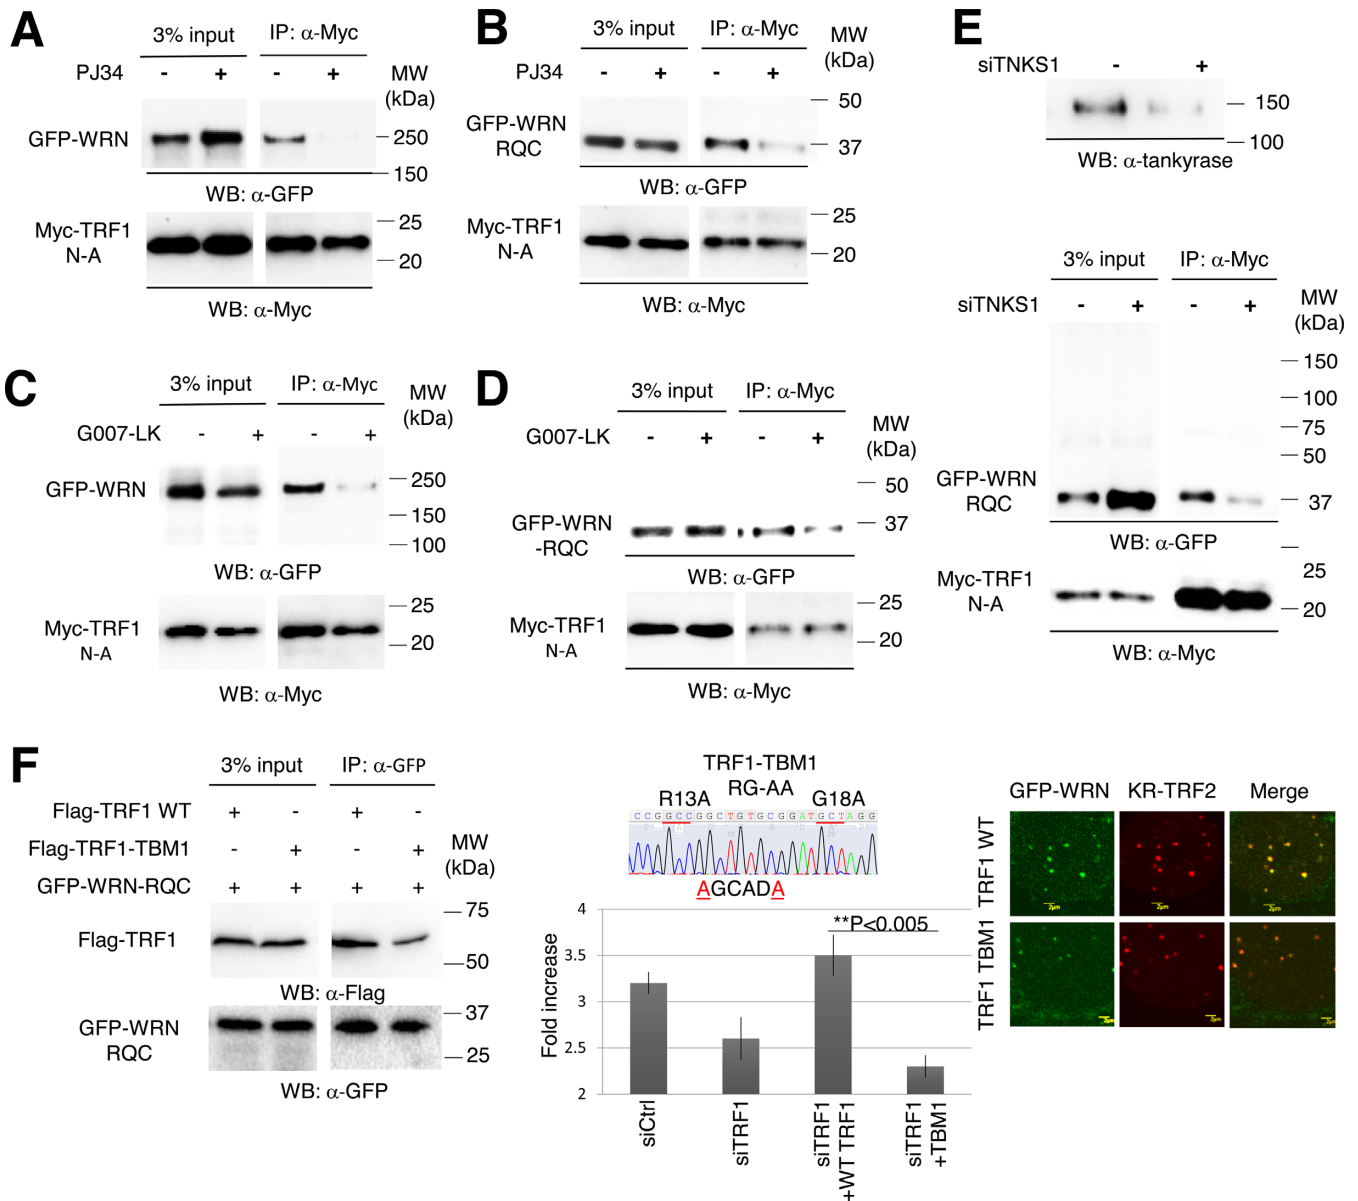 A
3% input
IP: α-Myc
PJ34
- + - +
MW
(kDa)
GFP-WRN
250
150
WB: α-GFP
Myc-TRF1
N-A
25
20
WB: α-Myc
B
3% input
IP: α-Myc
MW
(kDa)
PJ34
- + - +
50
GFP-WRN
RQC
37
WB: α-GFP
Myc-TRF1
N-A
25
20
WB: α-Myc
C
3% input
IP: α-Myc
MW
(kDa)
G007-LK
- + - +
GFP-WRN
250
150
100
WB: α-GFP
Myc-TRF1
N-A
25
20
WB: α-Myc
D
3% input
IP: α-Myc
MW
(kDa)
G007-LK
- + - +
50
GFP-WRN
-RQC
37
WB: α-GFP
Myc-TRF1
N-A
25
20
WB: α-Myc
E
siTNKS1
- +
150
100
WB: α-tankyrase
3% input
IP: α-Myc
MW
(kDa)
siTNKS1
- + - +
150
100
75
50
GFP-WRN
RQC
37
WB: α-GFP
Myc-TRF1
N-A
25
20
WB: α-Myc
F
3% input
IP: α-GFP
Flag-TRF1 WT
+ - + -
Flag-TRF1-TBM1
- + - +
GFP-WRN-RQC
+ + + +
MW
(kDa)
75
Flag-TRF1
50
WB: α-Flag
GFP-WRN
RQC
37
25
WB: α-GFP
TRF1-TBM1
RG-AA
R13A
G18A
C C G G C C G G C T G T G C G G A T G C T A G G
AGCADA
4
3.5
3
2.5
2
Fold increase
**P<0.005
siCtrl
siTRF1
siTRF1
+WT TRF1
siTRF1
+TBM1
GFP-WRN
KR-TRF2
Merge
TRF1 WT
2µm
2µm
2µm
TRF1 TBM1
2µm
2µm
2µm